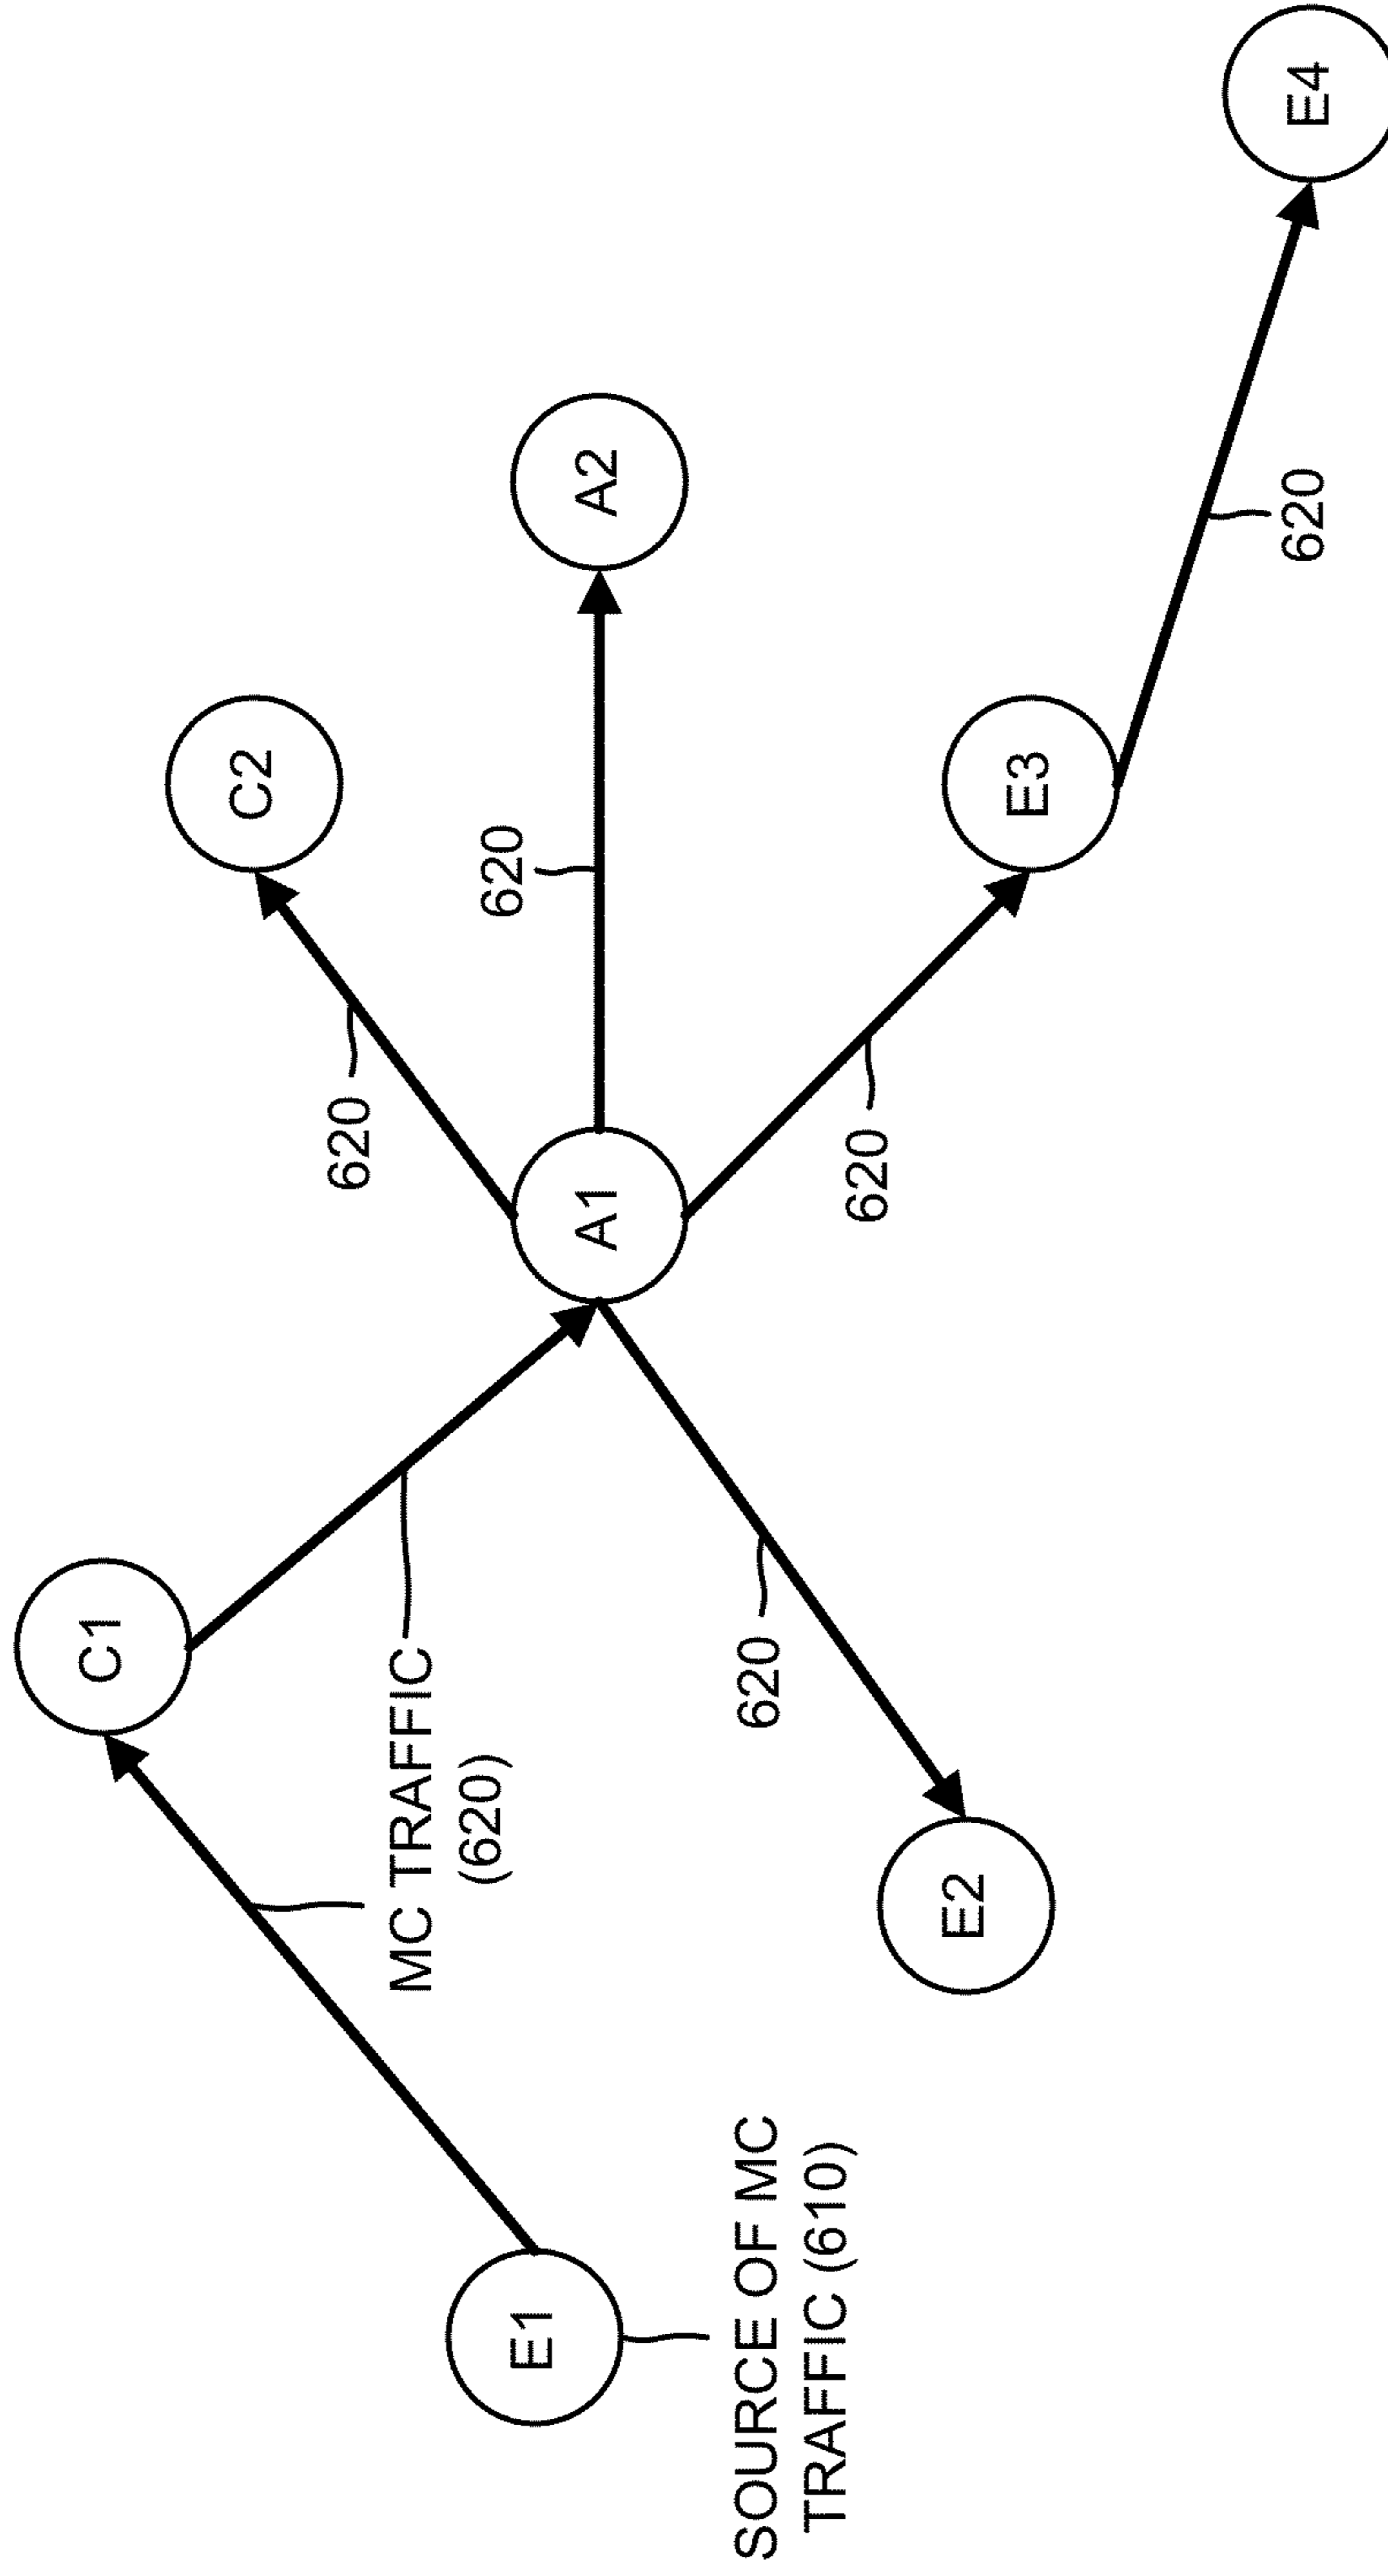 C1
C2
620
MC TRAFFIC
(620)
620
E1
A1
A2
SOURCE OF MC
TRAFFIC (610)
620
620
E2
E3
620
E4